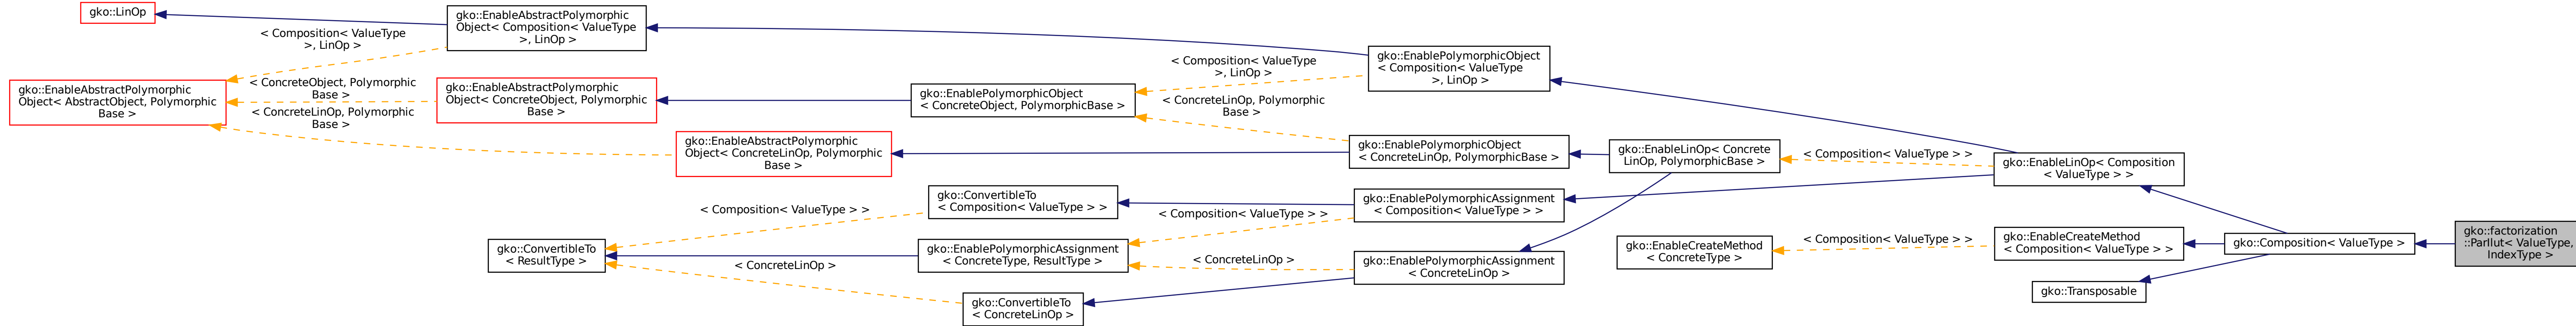 gko::LinOp
gko::EnableAbstractPolymorphic
Object< Composition< ValueType
>, LinOp >
< Composition< ValueType
>, LinOp >
gko::EnableAbstractPolymorphic
Object< AbstractObject, Polymorphic
Base >
< ConcreteObject, Polymorphic
Base >
< ConcreteLinOp, Polymorphic
Base >
gko::EnableAbstractPolymorphic
Object< ConcreteObject, Polymorphic
Base >
gko::EnableAbstractPolymorphic
Object< ConcreteLinOp, Polymorphic
Base >
gko::EnablePolymorphicObject
< ConcreteObject, PolymorphicBase >
< Composition< ValueType
>, LinOp >
< ConcreteLinOp, Polymorphic
Base >
gko::EnablePolymorphicObject
< Composition< ValueType
>, LinOp >
gko::EnablePolymorphicObject
< ConcreteLinOp, PolymorphicBase >
gko::EnableLinOp< Concrete
LinOp, PolymorphicBase >
< Composition< ValueType > >
gko::EnableLinOp< Composition
< ValueType > >
gko::ConvertibleTo
< ResultType >
< Composition< ValueType > >
< ConcreteLinOp >
gko::ConvertibleTo
< Composition< ValueType > >
gko::EnablePolymorphicAssignment
< ConcreteType, ResultType >
gko::ConvertibleTo
< ConcreteLinOp >
< Composition< ValueType > >
< ConcreteLinOp >
gko::EnablePolymorphicAssignment
< Composition< ValueType > >
gko::EnablePolymorphicAssignment
< ConcreteLinOp >
gko::EnableCreateMethod
< ConcreteType >
< Composition< ValueType > >
gko::EnableCreateMethod
< Composition< ValueType > >
gko::Transposable
gko::Composition< ValueType >
gko::factorization
::ParIlut< ValueType,
IndexType >